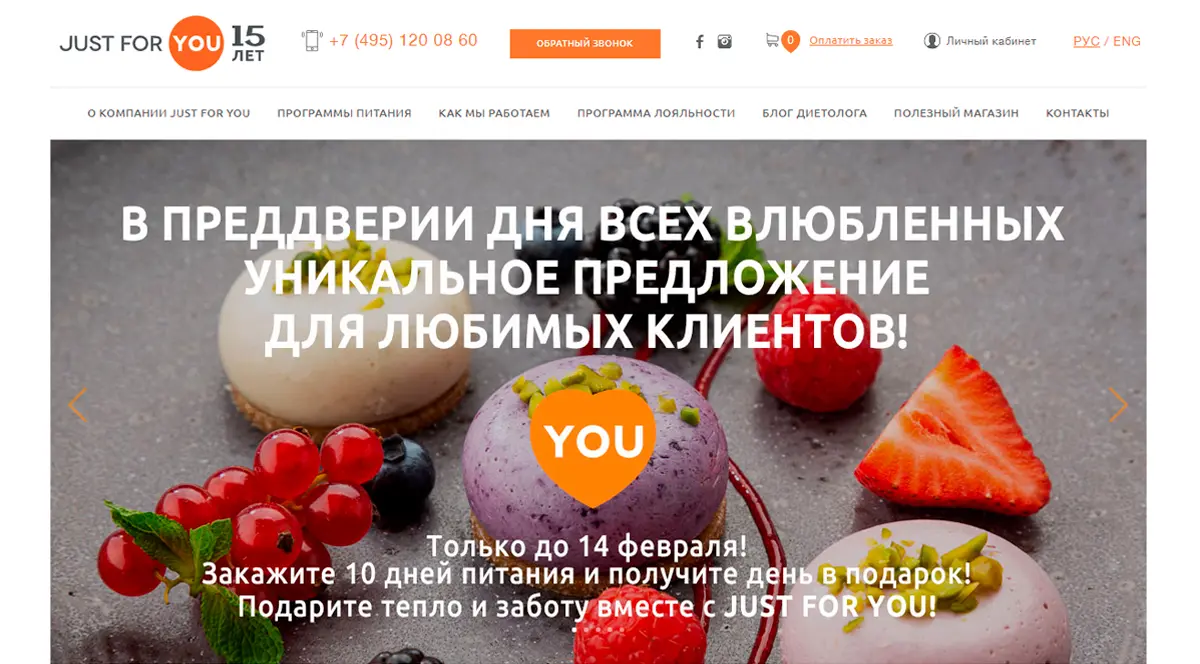 JUST FOR YOU 15 ЛЕТ
+7 (495) 120 08 60
ОБРАТНЫЙ ЗВОНОК
0
Оплатить заказ
Личный кабинет
РУС / ENG
О КОМПАНИИ JUST FOR YOU
ПРОГРАММЫ ПИТАНИЯ
КАК МЫ РАБОТАЕМ
ПРОГРАММА ЛОЯЛЬНОСТИ
БЛОГ ДИЕТОЛОГА
ПОЛЕЗНЫЙ МАГАЗИН
КОНТАКТЫ
В ПРЕДДВЕРИИ ДНЯ ВСЕХ ВЛЮБЛЕННЫХ
УНИКАЛЬНОЕ ПРЕДЛОЖЕНИЕ
ДЛЯ ЛЮБИМЫХ КЛИЕНТОВ!
YOU
Только до 14 февраля!
Закажите 10 дней питания и получите день в подарок!
Подарите тепло и заботу вместе с JUST FOR YOU!